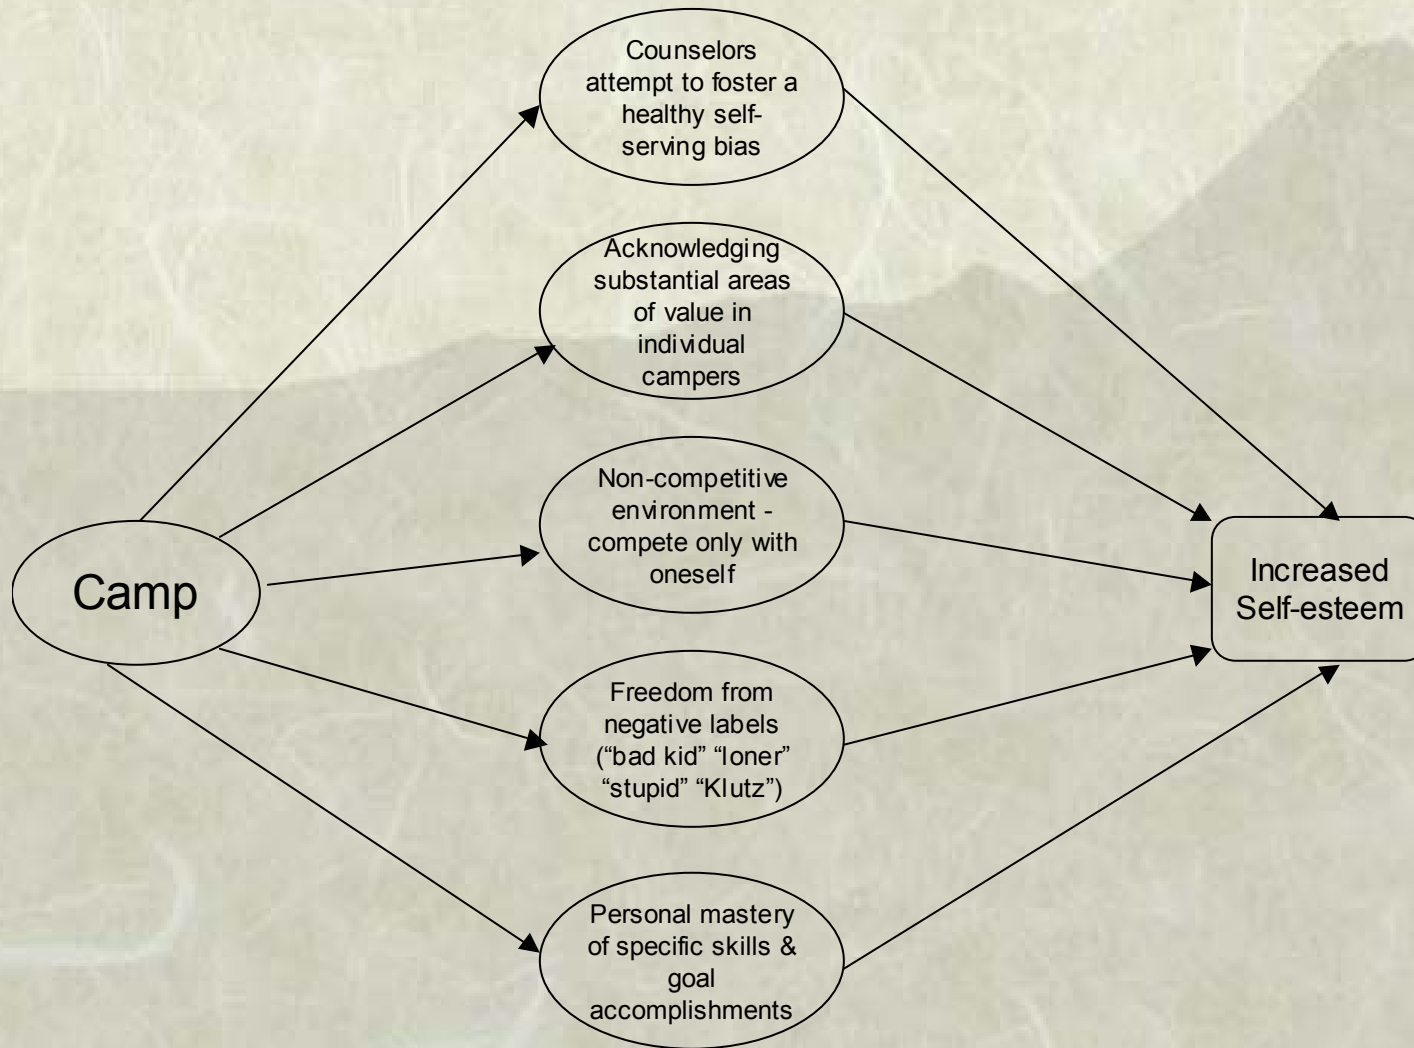 Counselors
attempt to foster a
healthy self-
serving bias
Acknowledging
substantial areas
of value in
individual
campers
Non-competitive
environment -
compete only with
oneself
Camp
Increased
Self-esteem
Freedom from
negative labels
(“bad kid” “loner”
“stupid” “Klutz”)
Personal mastery
of specific skills &
goal
accomplishments